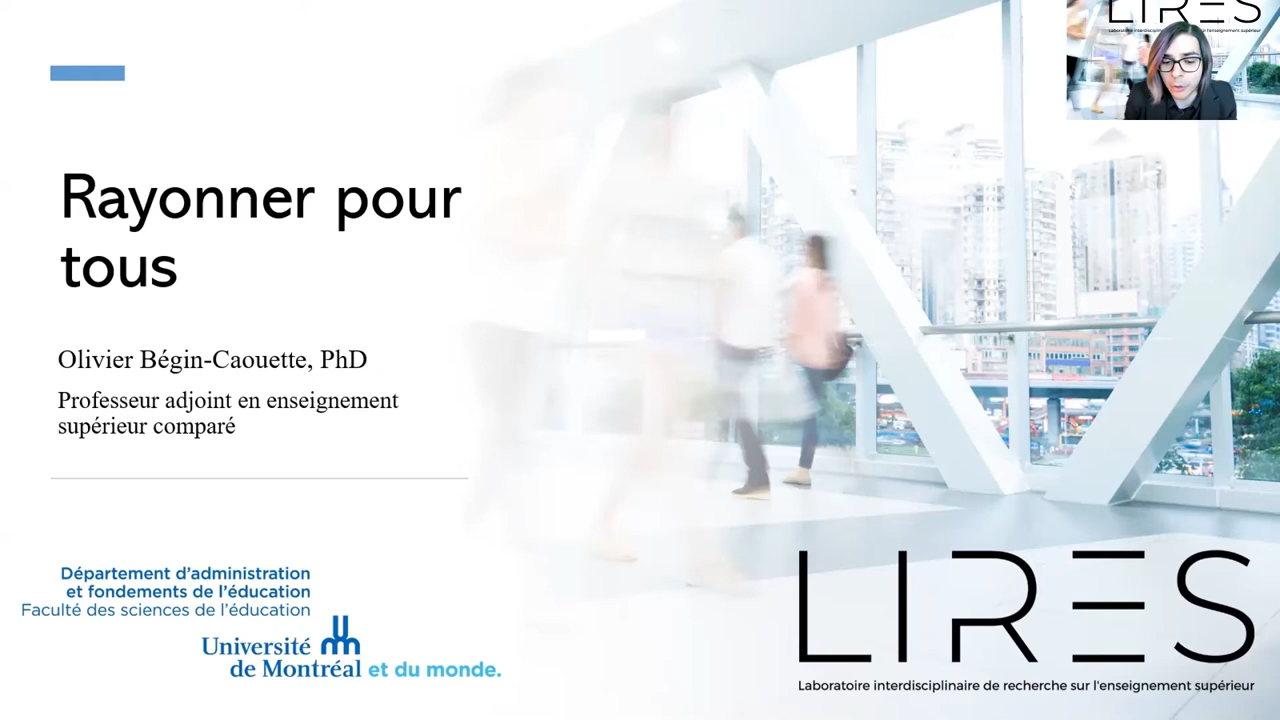 LIRES
Rayonner pour
tous
Olivier Bégin-Caouette, PhD
Professeur adjoint en enseignement
supérieur comparé
Département d'administration
et fondements de l'éducation
Faculté des sciences de l'éducation
Université
de Montréal et du monde.
LIRES
Laboratoire interdisciplinaire de recherche sur l'enseignement supérieur